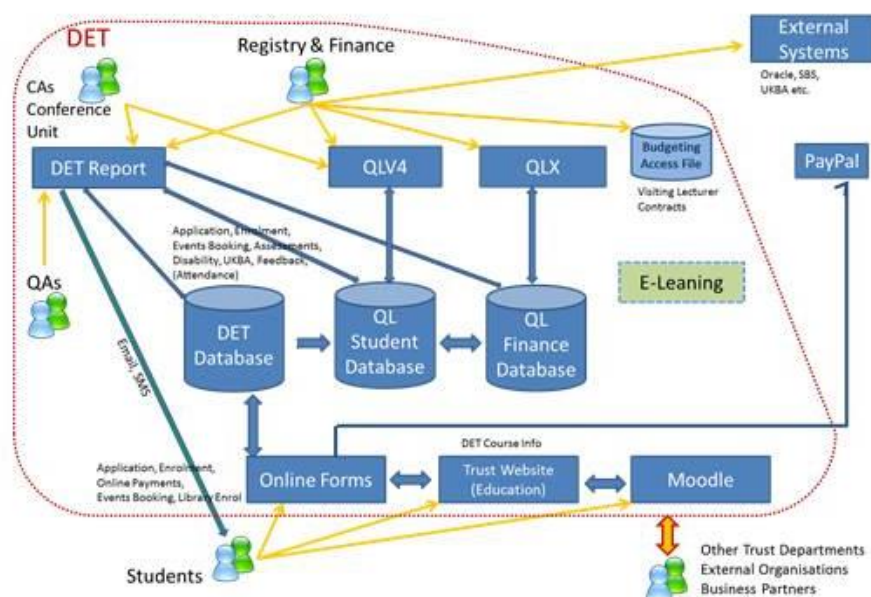 DET
Registry & Finance
External
Systems
Oracle, SBS,
UKBA etc.
CAs
Conference
Unit
DET Report
QLV4
QLX
Budgeting
Access File
Visiting Lecturer
Contracts
PayPal
Application, Enrolment,
Events Booking, Assessments,
Disability, UKBA, Feedback,
(Attendance)
QAs
E-Leaning
DET
Database
QL
Student
Database
QL
Finance
Database
Email, SMS
DET Course Info
Application, Enrolment,
Online Payments,
Events Booking, Library Enrol
Online Forms
Trust Website
(Education)
Moodle
Students
Other Trust Departments
External Organisations
Business Partners